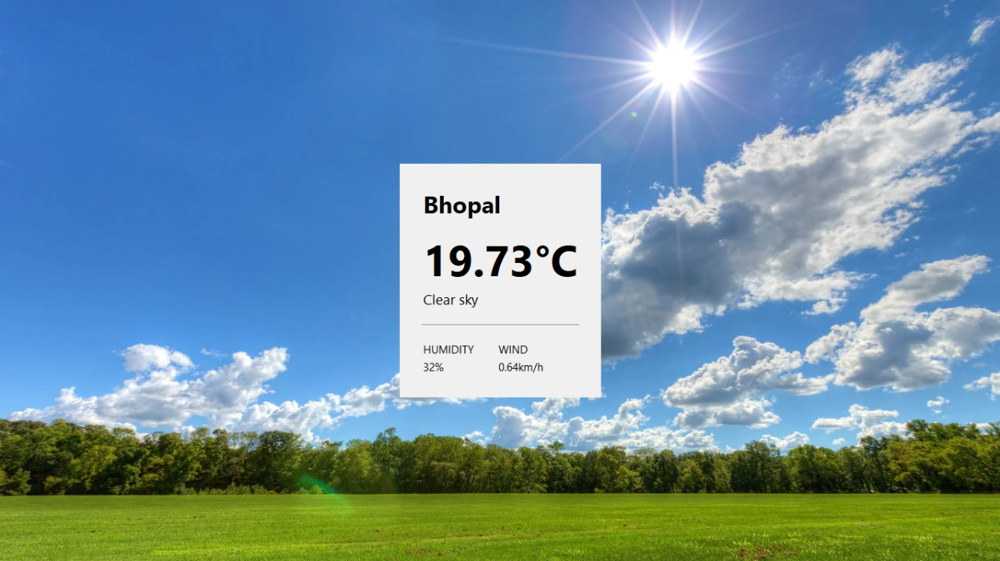 Bhopal
19.73°C
Clear sky
HUMIDITY WIND
32% 0.64km/h